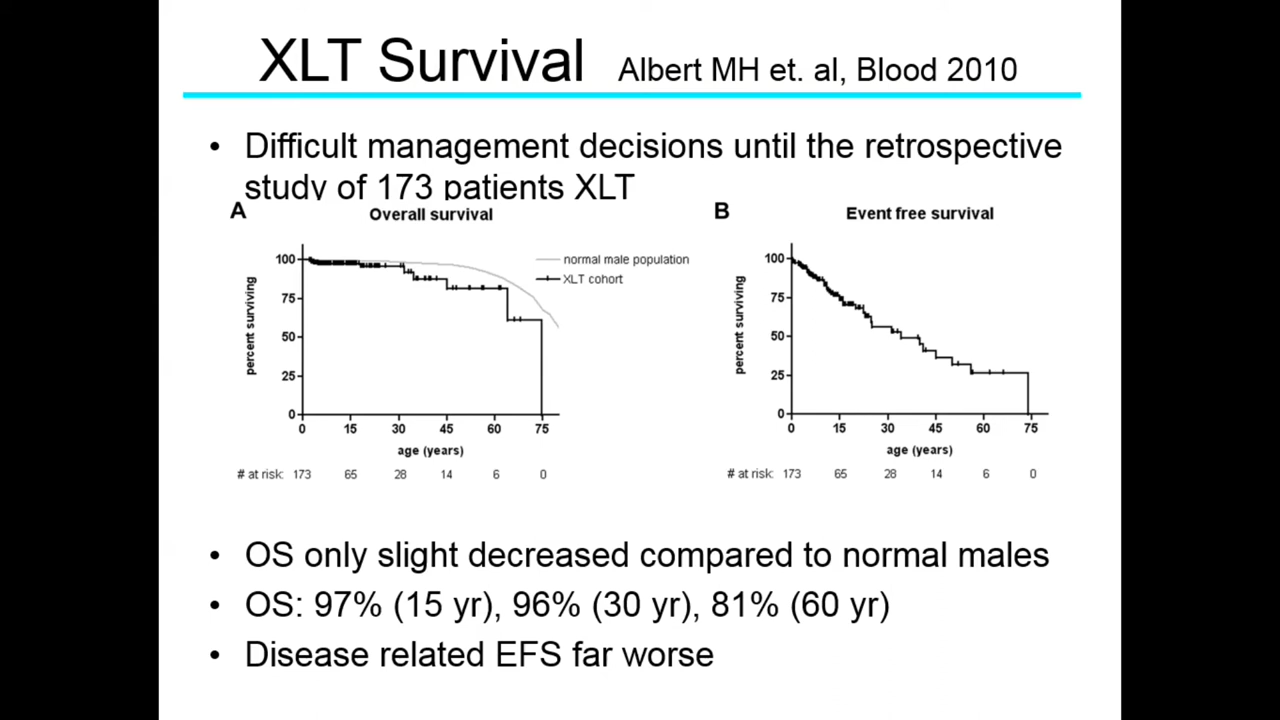 XLT Survival Albert MH et. al, Blood 2010
• Difficult management decisions until the retrospective
study of 173 patients XLT
A Overall survival
percent surviving
100
75
50
25
0
normal male population
XLT cohort
0 15 30 45 60 75
age (years)
# at risk: 173 65 28 14 6 0
B Event free survival
percent surviving
100
75
50
25
0
0 15 30 45 60 75
age (years)
# at risk: 173 65 28 14 6 0
• OS only slight decreased compared to normal males
• OS: 97% (15 yr), 96% (30 yr), 81% (60 yr)
• Disease related EFS far worse